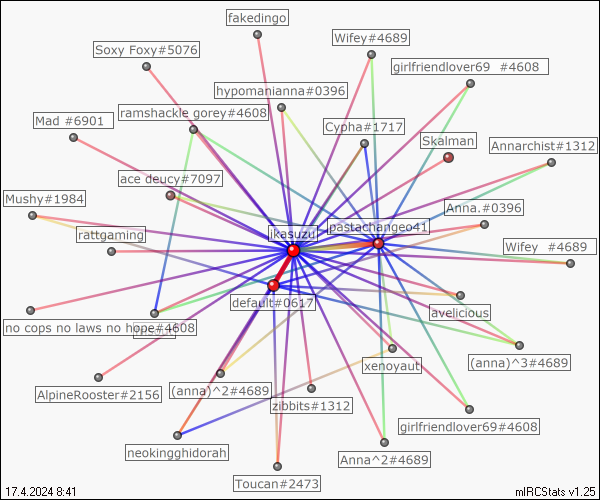 fakedingo
Wifey#4689
Soxy Foxy#5076
girlfriendlover69 #4608
hypomanianna#0396
ramshackle gorey#4608
Mad #6901
Cypha#1717
Skalman
Annarchist#1312
ace deucy#7097
Mushy#1984
Anna.#0396
pastachangeo41
ikasuzu
rattgaming
Wifey #4689
default#0617
avelicious
no cops no laws no hope#4608
xenoyaut
(anna)^3#4689
AlpineRooster#2156
(anna)^2#4689
zibbits#1312
girlfriendlover69#4608
neokingghidorah
Anna^2#4689
Toucan#2473
17.4.2024 8:41
mIRCStats v1.25